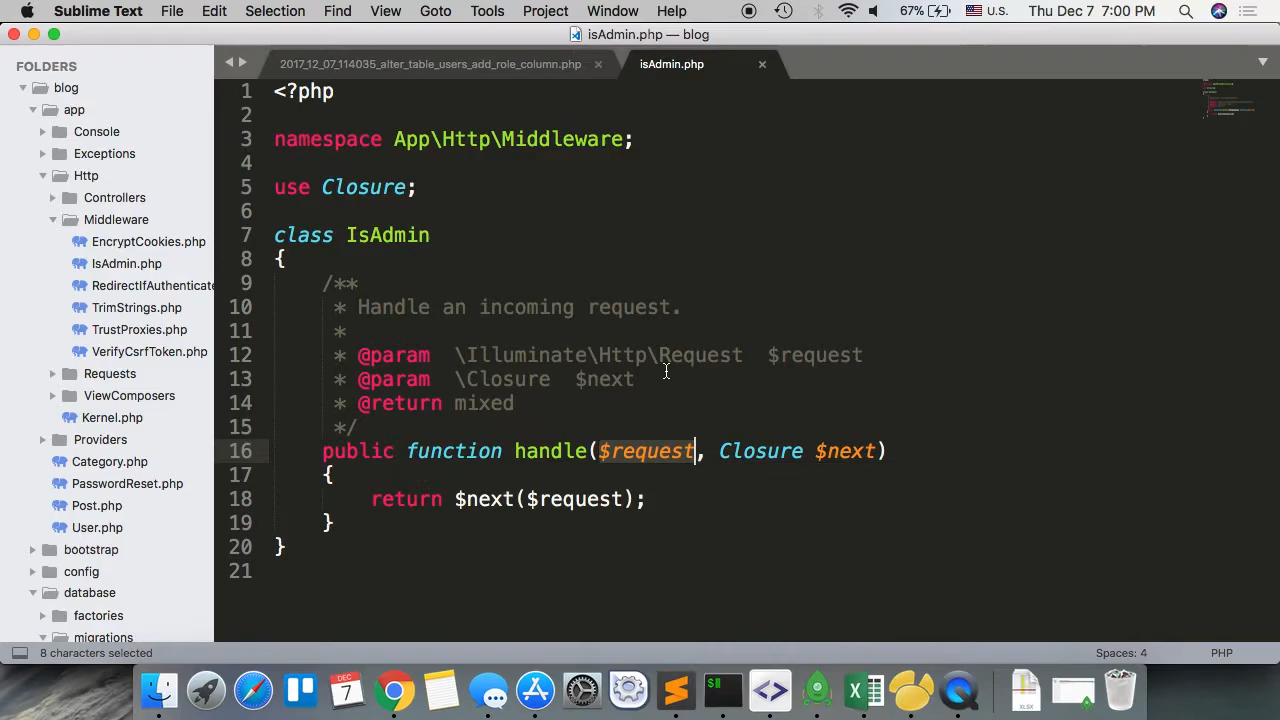 Sublime Text File Edit Selection Find View Goto Tools Project Window Help 67% U.S. Thu Dec 7 7:00 PM
isAdmin.php — blog
FOLDERS
blog
app
Console
Exceptions
Http
Controllers
Middleware
EncryptCookies.php
IsAdmin.php
RedirectIfAuthenticate
TrimStrings.php
TrustProxies.php
VerifyCsrfToken.php
Requests
ViewComposers
Kernel.php
Providers
Category.php
PasswordReset.php
Post.php
User.php
bootstrap
config
database
factories
migrations
2017_12_07_114035_alter_table_users_add_role_column.php isAdmin.php
1 <?php
2
3 namespace App\Http\Middleware;
4
5 use Closure;
6
7 class IsAdmin
8 {
9 /**
10 * Handle an incoming request.
11 *
12 * @param \Illuminate\Http\Request $request
13 * @param \Closure $next
14 * @return mixed
15 */
16 public function handle($request, Closure $next)
17 {
18 return $next($request);
19 }
20 }
21
8 characters selected Spaces: 4 PHP
DEC
7
XLSX